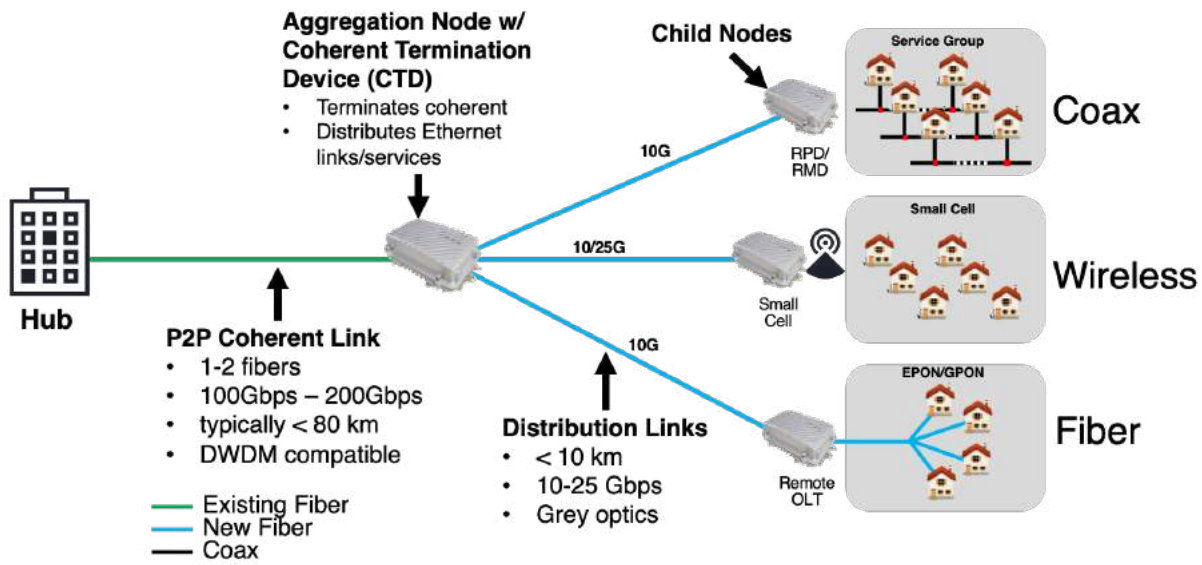 Aggregation Node w/
Coherent Termination
Device (CTD)
• Terminates coherent
• Distributes Ethernet
links/services
Child Nodes
Service Group
Coax
10G
RPD/
RMD
Hub
10/25G
Small Cell
Wireless
Small
Cell
P2P Coherent Link
• 1-2 fibers
• 100Gbps – 200Gbps
• typically < 80 km
• DWDM compatible
10G
Distribution Links
• < 10 km
• 10-25 Gbps
• Grey optics
EPON/GPON
Fiber
Remote
OLT
Existing Fiber
New Fiber
Coax